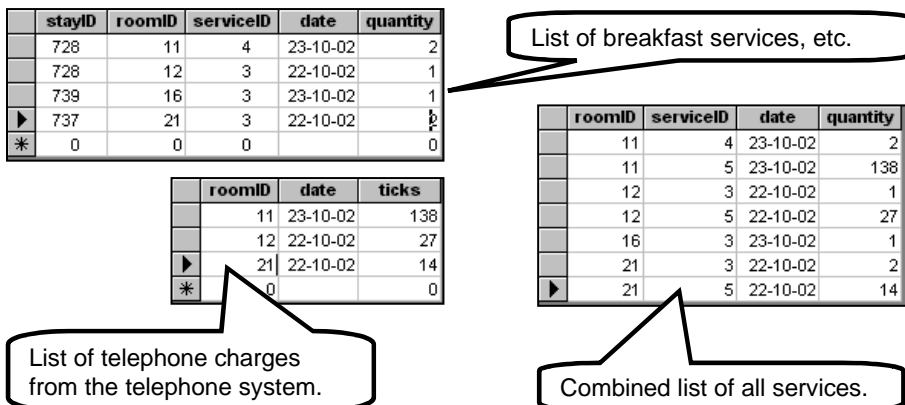 stayID roomID serviceID date quantity
728 11 4 23-10-02 2
728 12 3 22-10-02 1
739 16 3 23-10-02 1
737 21 3 22-10-02 2
0 0 0 0
List of breakfast services, etc.
roomID date ticks
11 23-10-02 138
12 22-10-02 27
21 22-10-02 14
0 0
List of telephone charges
from the telephone system.
roomID serviceID date quantity
11 4 23-10-02 2
11 5 23-10-02 138
12 3 22-10-02 1
12 5 22-10-02 27
16 3 23-10-02 1
21 3 22-10-02 2
21 5 22-10-02 14
Combined list of all services.